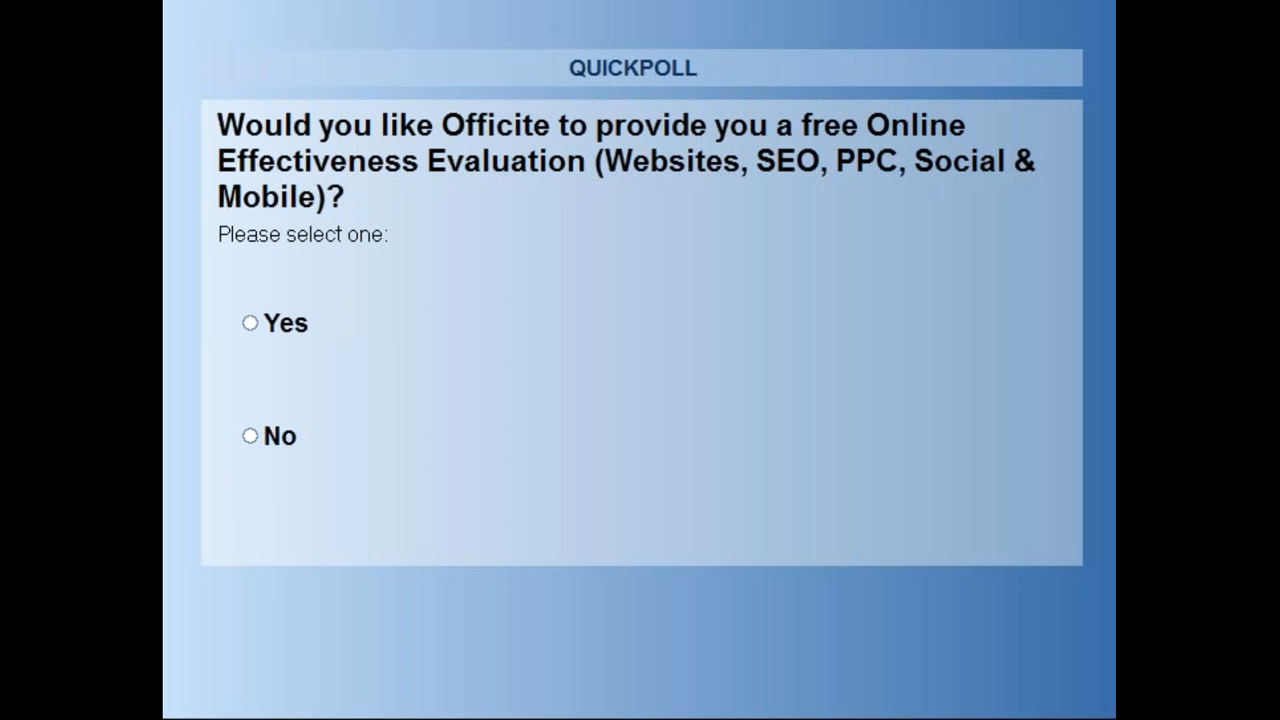 QUICKPOLL
Would you like Officite to provide you a free Online
Effectiveness Evaluation (Websites, SEO, PPC, Social &
Mobile)?
Please select one:
Yes
No